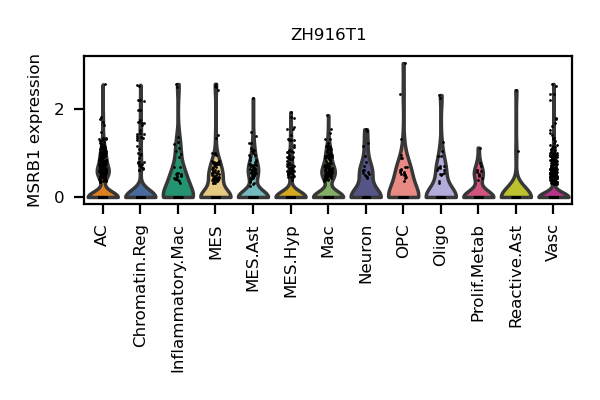 ZH916T1
MSRB1 expression
2
0
AC
Chromatin.Reg
Inflammatory.Mac
MES
MES.Ast
MES.Hyp
Mac
Neuron
OPC
Oligo
Prolif.Metab
Reactive.Ast
Vasc